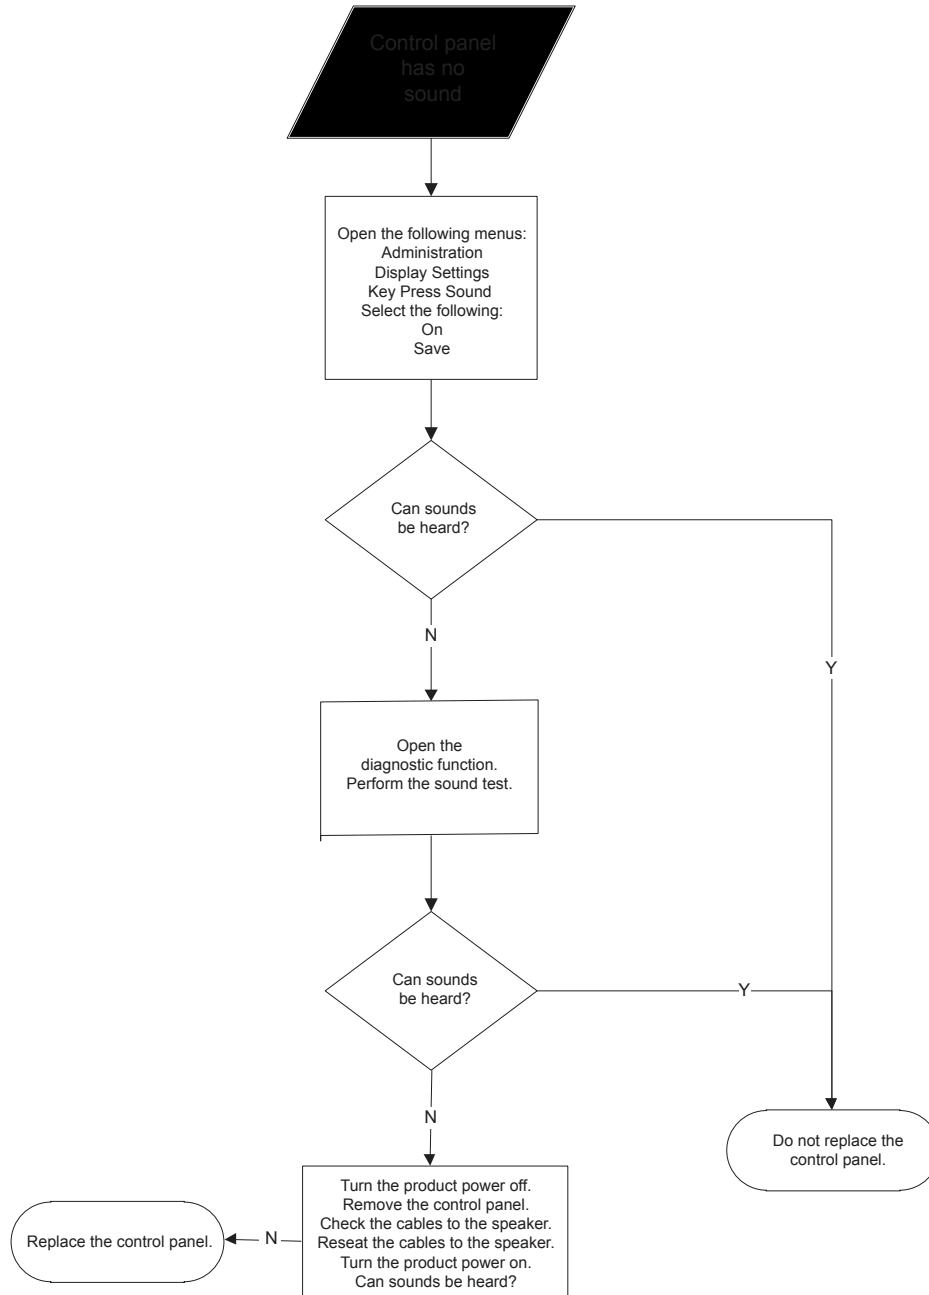 Control panel
has no
sound
Open the following menus:
Administration
Display Settings
Key Press Sound
Select the following:
On
Save
Can sounds
be heard?
N
Y
Open the
diagnostic function.
Perform the sound test.
Can sounds
be heard?
Y
N
Do not replace the
control panel.
Turn the product power off.
Remove the control panel.
Check the cables to the speaker.
Reseat the cables to the speaker.
Turn the product power on.
Can sounds be heard?
N
Replace the control panel.